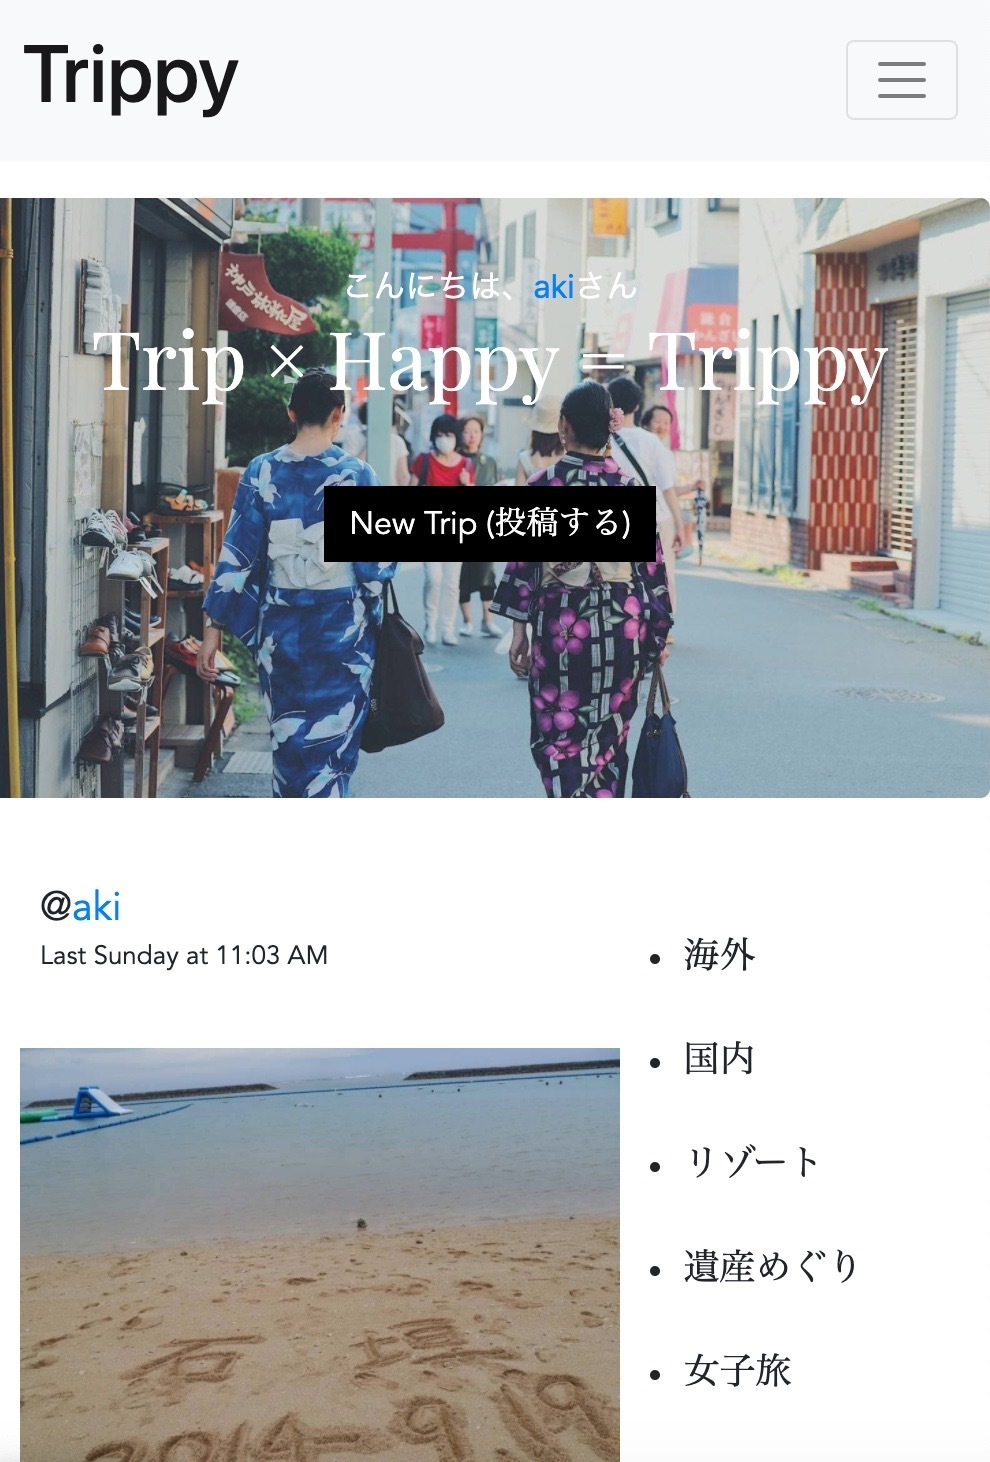 Trippy
こんにちは、akiさん
Trip × Happy = Trippy
New Trip (投稿する)
@aki
Last Sunday at 11:03 AM
海外
国内
リゾート
遺産めぐり
女子旅
石垣
2014-9.19